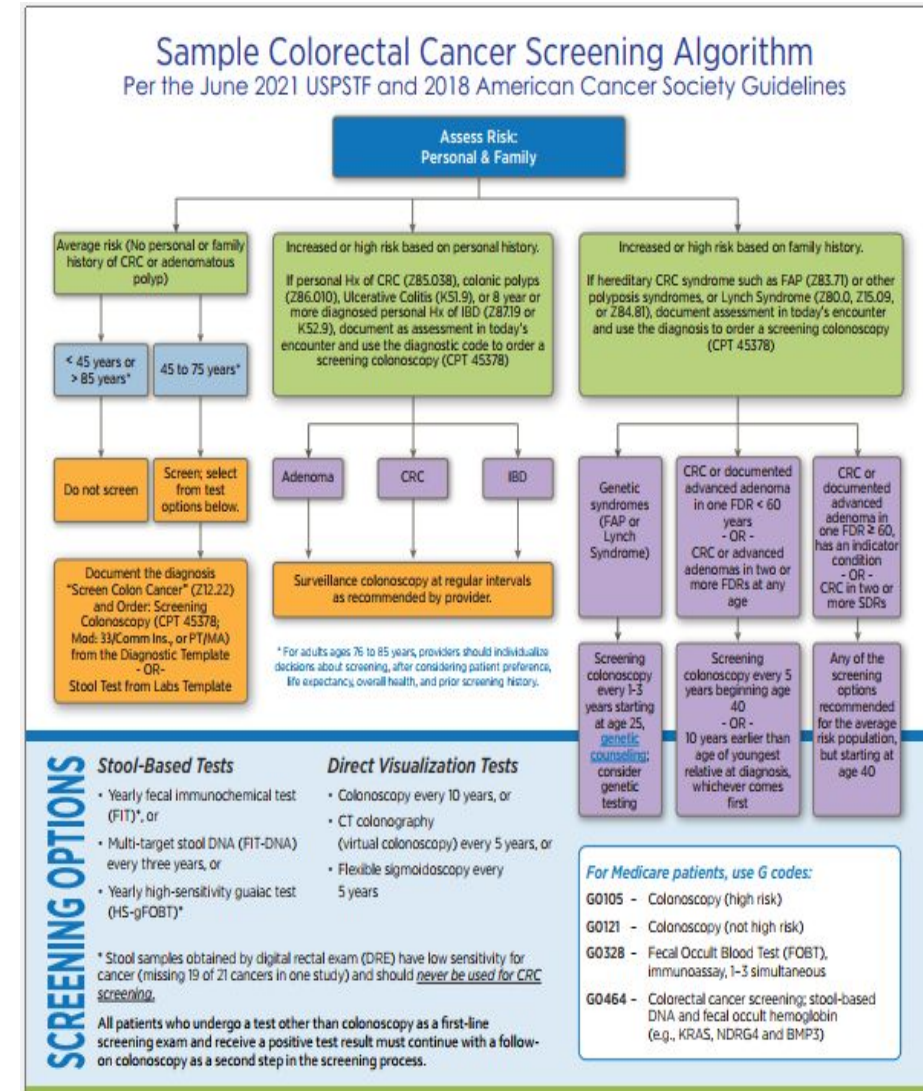 Sample Colorectal Cancer Screening Algorithm
Per the June 2021 USPSTF and 2018 American Cancer Society Guidelines
Assess Risk:
Personal & Family
Average risk (No personal or family
history of CRC or adenomatous
polyp)
< 45 years or
> 85 years*
45 to 75 years*
Do not screen
Screen; select
from test
options below.
Document the diagnosis
“Screen Colon Cancer” (Z12.22)
and Order: Screening
Colonoscopy (CPT 45378;
Mod: 33/Comm Ins., or PT/MA)
from the Diagnostic Template
- OR-
Stool Test from Labs Template
Increased or high risk based on personal history.
If personal Hx of CRC (Z85.038), colonic polyps
(Z86.010), Ulcerative Colitis (K51.9), or 8 year or
more diagnosed personal Hx of IBD (Z87.19 or
K52.9), document as assessment in today's
encounter and use the diagnostic code to order a
screening colonoscopy (CPT 45378)
Adenoma
CRC
IBD
Surveillance colonoscopy at regular intervals
as recommended by provider.
* For adults ages 76 to 85 years, providers should individualize
decisions about screening, after considering patient preference,
life expectancy, overall health, and prior screening history.
Increased or high risk based on family history.
If hereditary CRC syndrome such as FAP (Z83.71) or other
polyposis syndromes, or Lynch Syndrome (Z80.0, Z15.09,
or Z84.81), document assessment in today's encounter
and use the diagnosis to order a screening colonoscopy
(CPT 45378)
Genetic
syndromes
(FAP or
Lynch
Syndrome)
CRC or documented
advanced adenoma
in one FDR < 60
years
- OR -
CRC or advanced
adenomas in two or
more FDRs at any
age
CRC or
documented
advanced
adenoma in
one FDR ≥ 60,
has an indicator
condition
- OR -
CRC in two or
more SDRs
Screening
colonoscopy
every 1-3
years starting
at age 25,
genetic
counseling;
consider
genetic
testing
Screening
colonoscopy every 5
years beginning age
40
- OR -
10 years earlier than
age of youngest
relative at diagnosis,
whichever comes
first
Any of the
screening
options
recommended
for the average
risk population,
but starting at
age 40
SCREENING OPTIONS
Stool-Based Tests
• Yearly fecal immunochemical test
(FIT)*, or
• Multi-target stool DNA (FIT-DNA)
every three years, or
• Yearly high-sensitivity guaiac test
(HS-gFOBT)*
Direct Visualization Tests
• Colonoscopy every 10 years, or
• CT colonography
(virtual colonoscopy) every 5 years, or
• Flexible sigmoidoscopy every
5 years
* Stool samples obtained by digital rectal exam (DRE) have low sensitivity for
cancer (missing 19 of 21 cancers in one study) and should never be used for CRC
screening.
All patients who undergo a test other than colonoscopy as a first-line
screening exam and receive a positive test result must continue with a follow-
on colonoscopy as a second step in the screening process.
For Medicare patients, use G codes:
G0105 - Colonoscopy (high risk)
G0121 - Colonoscopy (not high risk)
G0328 - Fecal Occult Blood Test (FOBT),
immunoassay, 1-3 simultaneous
G0464 - Colorectal cancer screening; stool-based
DNA and fecal occult hemoglobin
(e.g., KRAS, NDRG4 and BMP3)